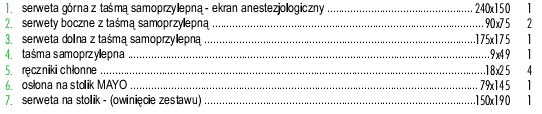 1. serweta górna z taśmą samoprzylepną - ekran anestezjologiczny ........................................ 240x150 1
2. serwety boczne z taśmą samoprzylepną ........................................ 90x75 2
3. serweta dolna z taśmą samoprzylepną ........................................ 175x175 1
4. taśma samoprzylepna ........................................ 9x49 1
5. ręczniki chłonne ........................................ 18x25 4
6. osłona na stolik MAYO ........................................ 79x145 1
7. serweta na stolik - (owinięcie zestawu) ........................................ 150x190 1